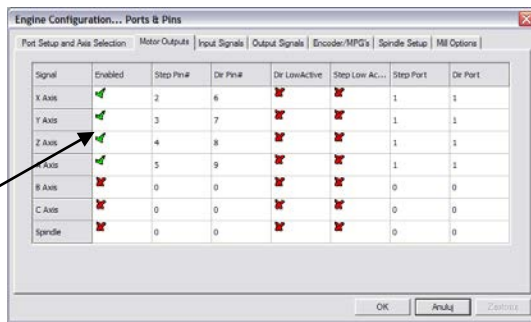 Engine Configuration... Ports & Pins
Port Setup and Axis Selection Motor Outputs Input Signals Output Signals Encoder/MPG's Spindle Setup Mill Options
Signal Enabled Step Pin# Dir Pin# Dir LowActive Step Low Ac... Step Port Dir Port
X Axis 2 6 1 1
Y Axis 3 7 1 1
Z Axis 4 8 1 1
Axis 5 9 1 1
B Axis 0 0 0 0
C Axis 0 0 0 0
Spindle 0 0 0 0
OK Anuluj Zastosuj